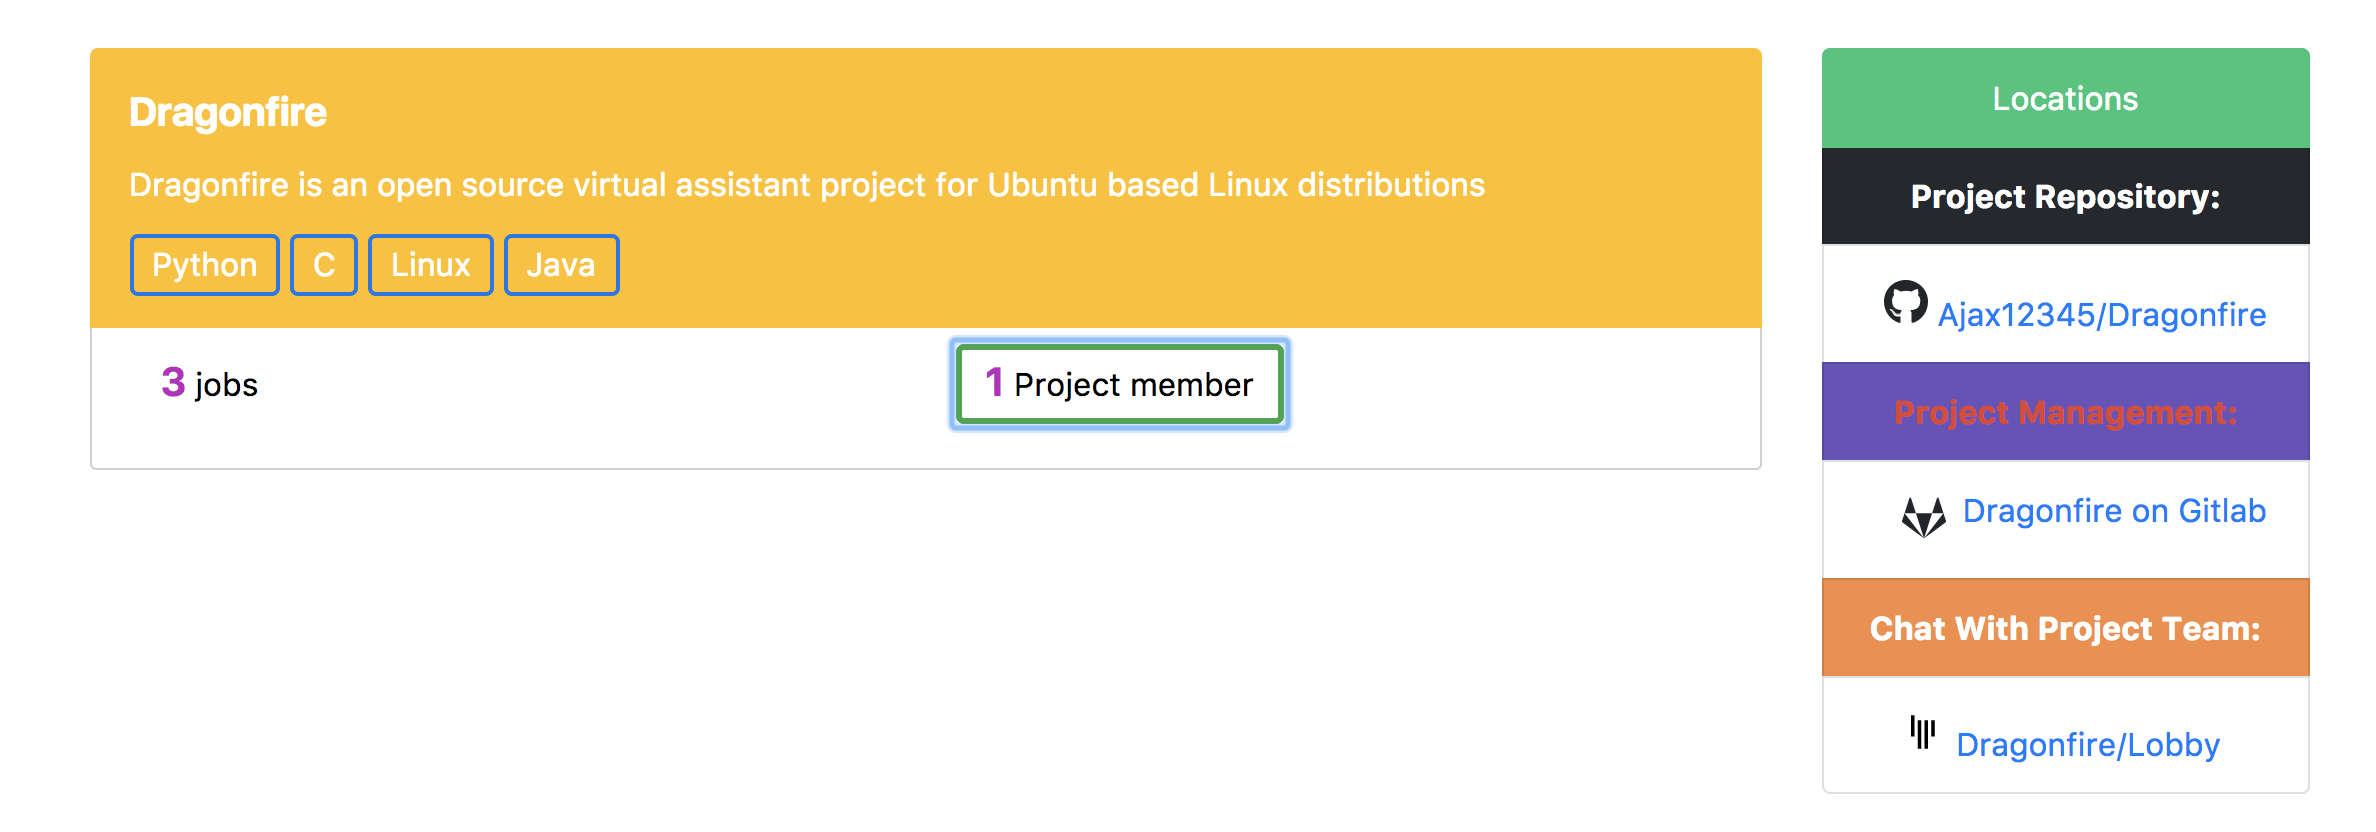 Dragonfire
Dragonfire is an open source virtual assistant project for Ubuntu based Linux distributions
Python C Linux Java
3 jobs 1 Project member
Locations
Project Repository:
Ajax12345/Dragonfire
Project Management:
Dragonfire on Gitlab
Chat With Project Team:
Dragonfire/Lobby